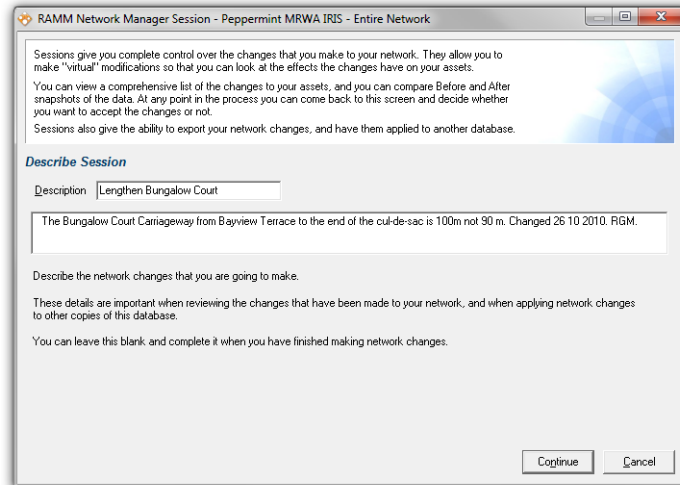 RAMM Network Manager Session - Peppermint MRWA IRIS - Entire Network
Sessions give you complete control over the changes that you make to your network. They allow you to
make "virtual" modifications so that you can look at the effects the changes have on your assets.
You can view a comprehensive list of the changes to your assets, and you can compare Before and After
snapshots of the data. At any point in the process you can come back to this screen and decide whether
you want to accept the changes or not.
Sessions also give the ability to export your network changes, and have them applied to another database.
Describe Session
Description Lengthen Bungalow Court
The Bungalow Court Carriageway from Bayview Terrace to the end of the cul-de-sac is 100m not 90 m. Changed 26 10 2010. RGM.
Describe the network changes that you are going to make.
These details are important when reviewing the changes that have been made to your network, and when applying network changes
to other copies of this database.
You can leave this blank and complete it when you have finished making network changes.
Continue Cancel